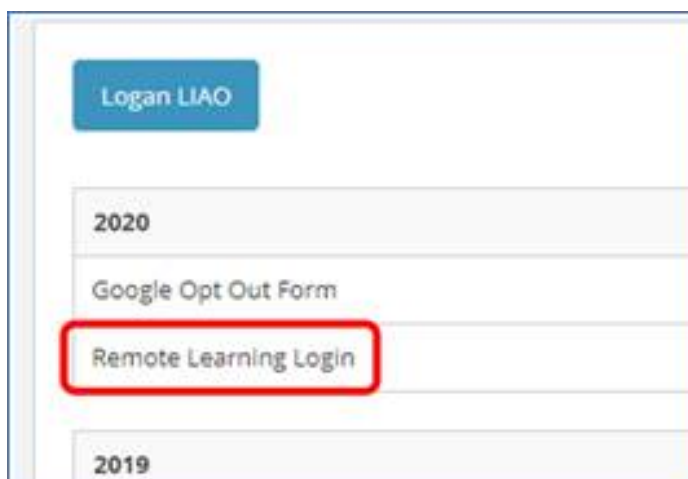 Logan LIAO
2020
Google Opt Out Form
Remote Learning Login
2019